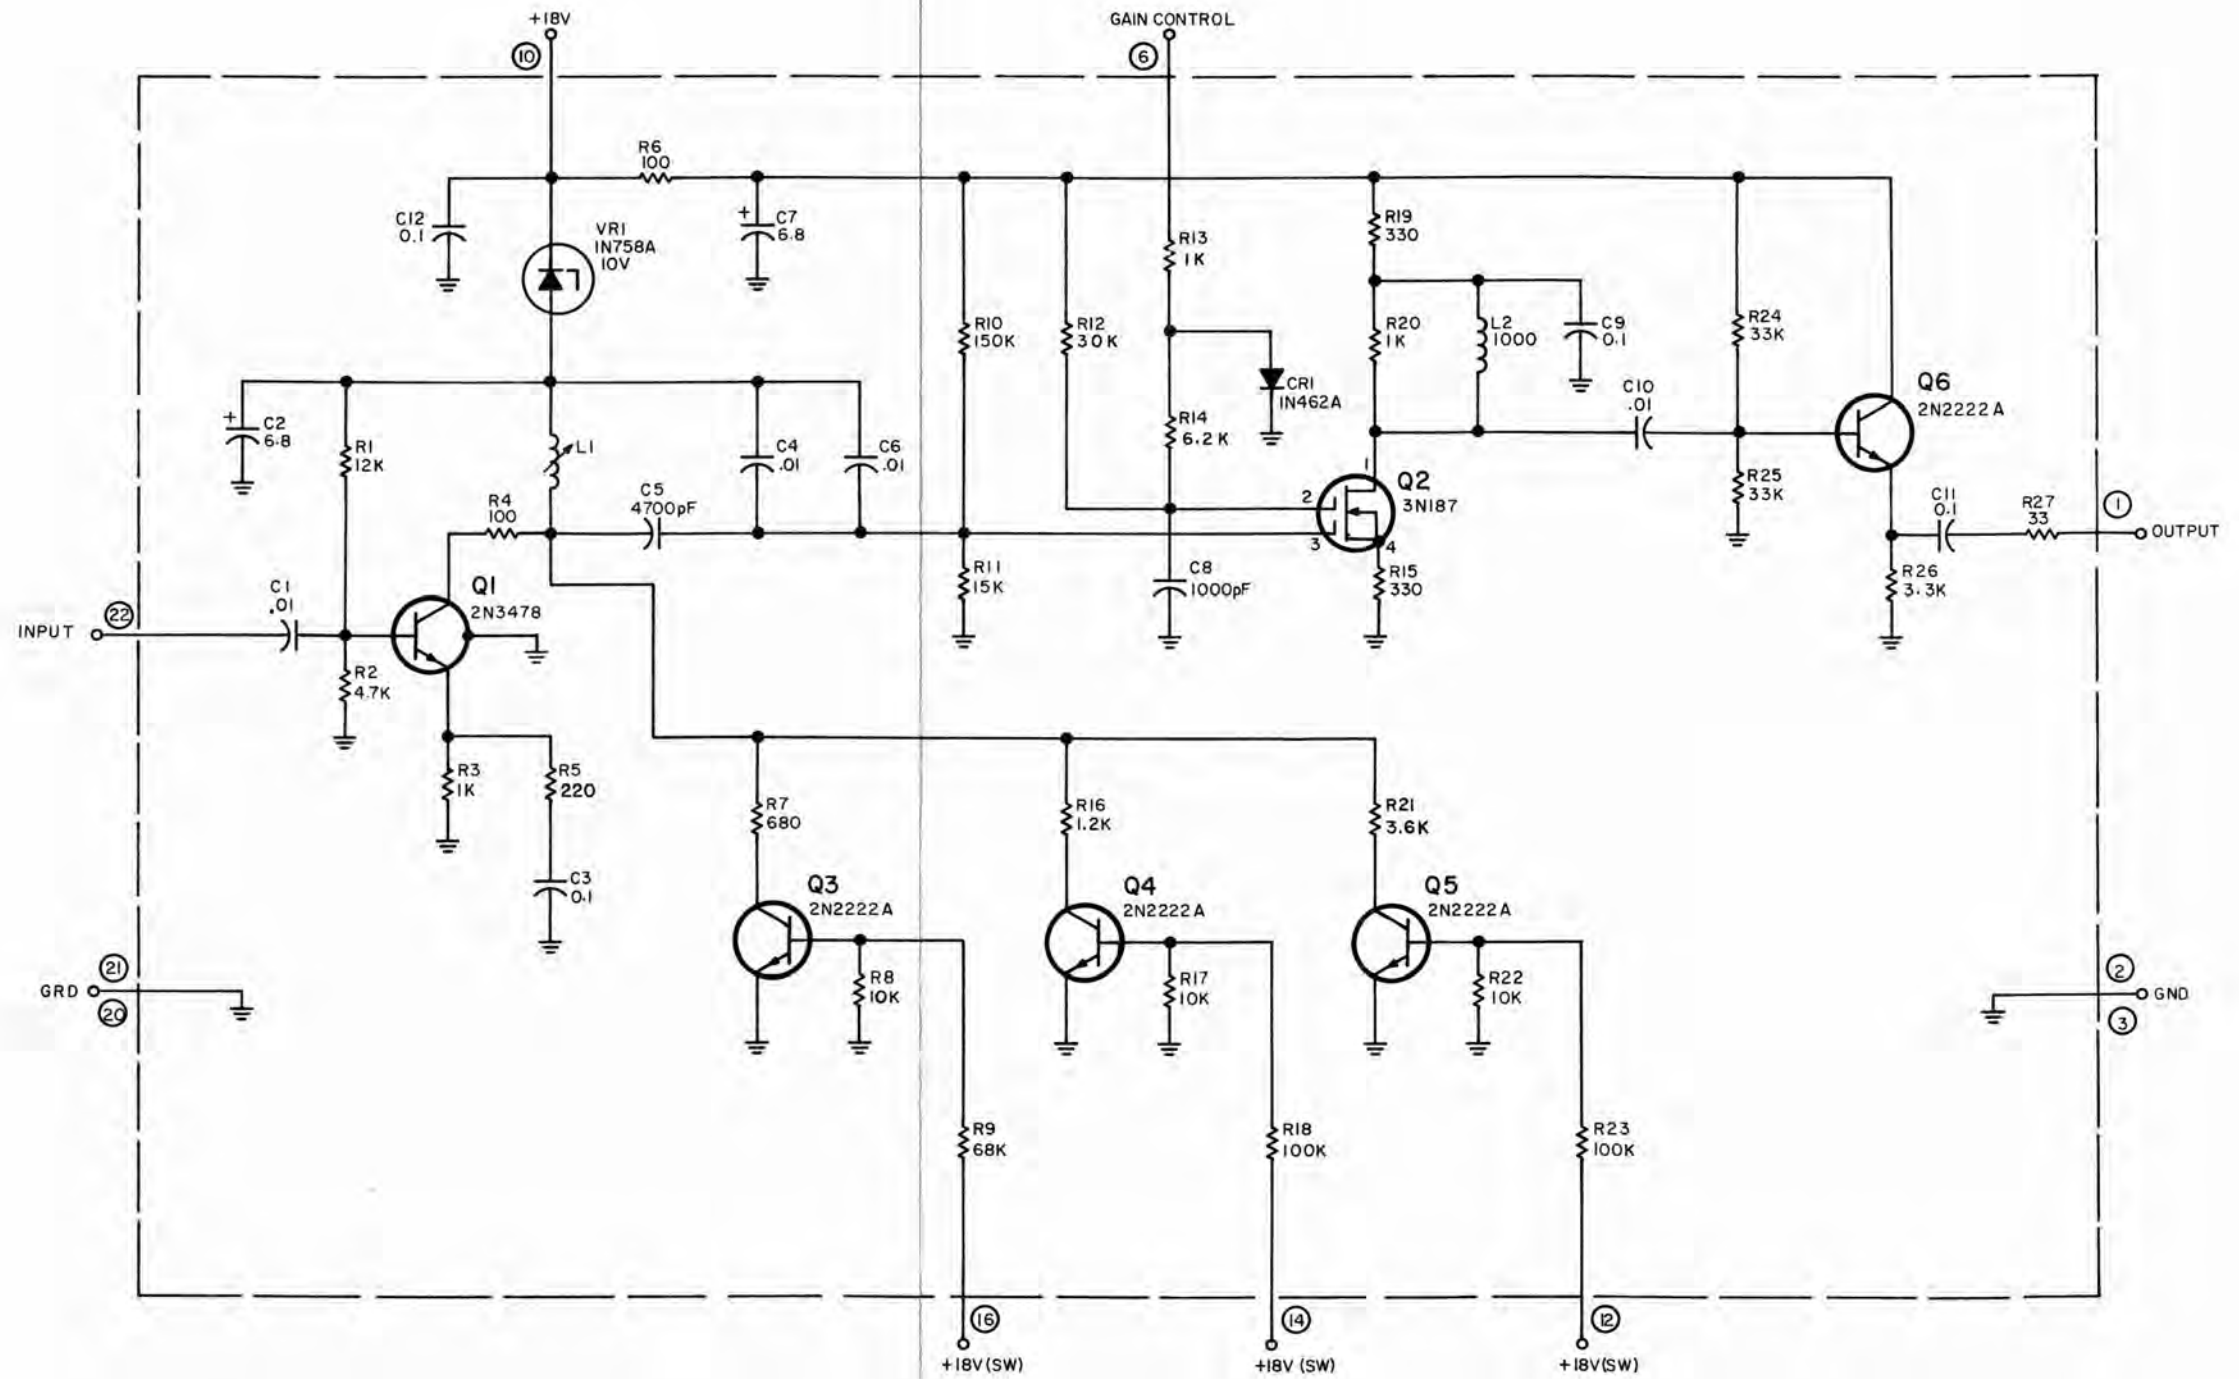 +18V
GAIN CONTROL
10
6
R6
100
C12
0.1
VR1
1N758A
10V
C7
+
6.8
R13
1K
R19
330
R10
150K
R12
30K
R20
1K
L2
1000
C9
0.1
R24
33K
CR1
1N462A
C10
.01
Q6
2N2222A
+
C2
6.8
R1
12K
L1
C4
.01
C6
.01
R14
6.2K
R4
100
C5
4700pF
1
2
3
4
Q2
3N187
R25
33K
C11
0.1
R27
33
1
OUTPUT
C1
.01
Q1
2N3478
R11
15K
C8
1000pF
R15
330
R26
3.3K
22
INPUT
R2
4.7K
R3
1K
R5
220
R7
680
R16
1.2K
R21
3.6K
C3
0.1
Q3
2N2222A
Q4
2N2222A
Q5
2N2222A
21
GRD
20
R8
10K
R17
10K
R22
10K
2
GND
3
R9
68K
R18
100K
R23
100K
16
14
12
+18V(SW)
+18V (SW)
+18V(SW)